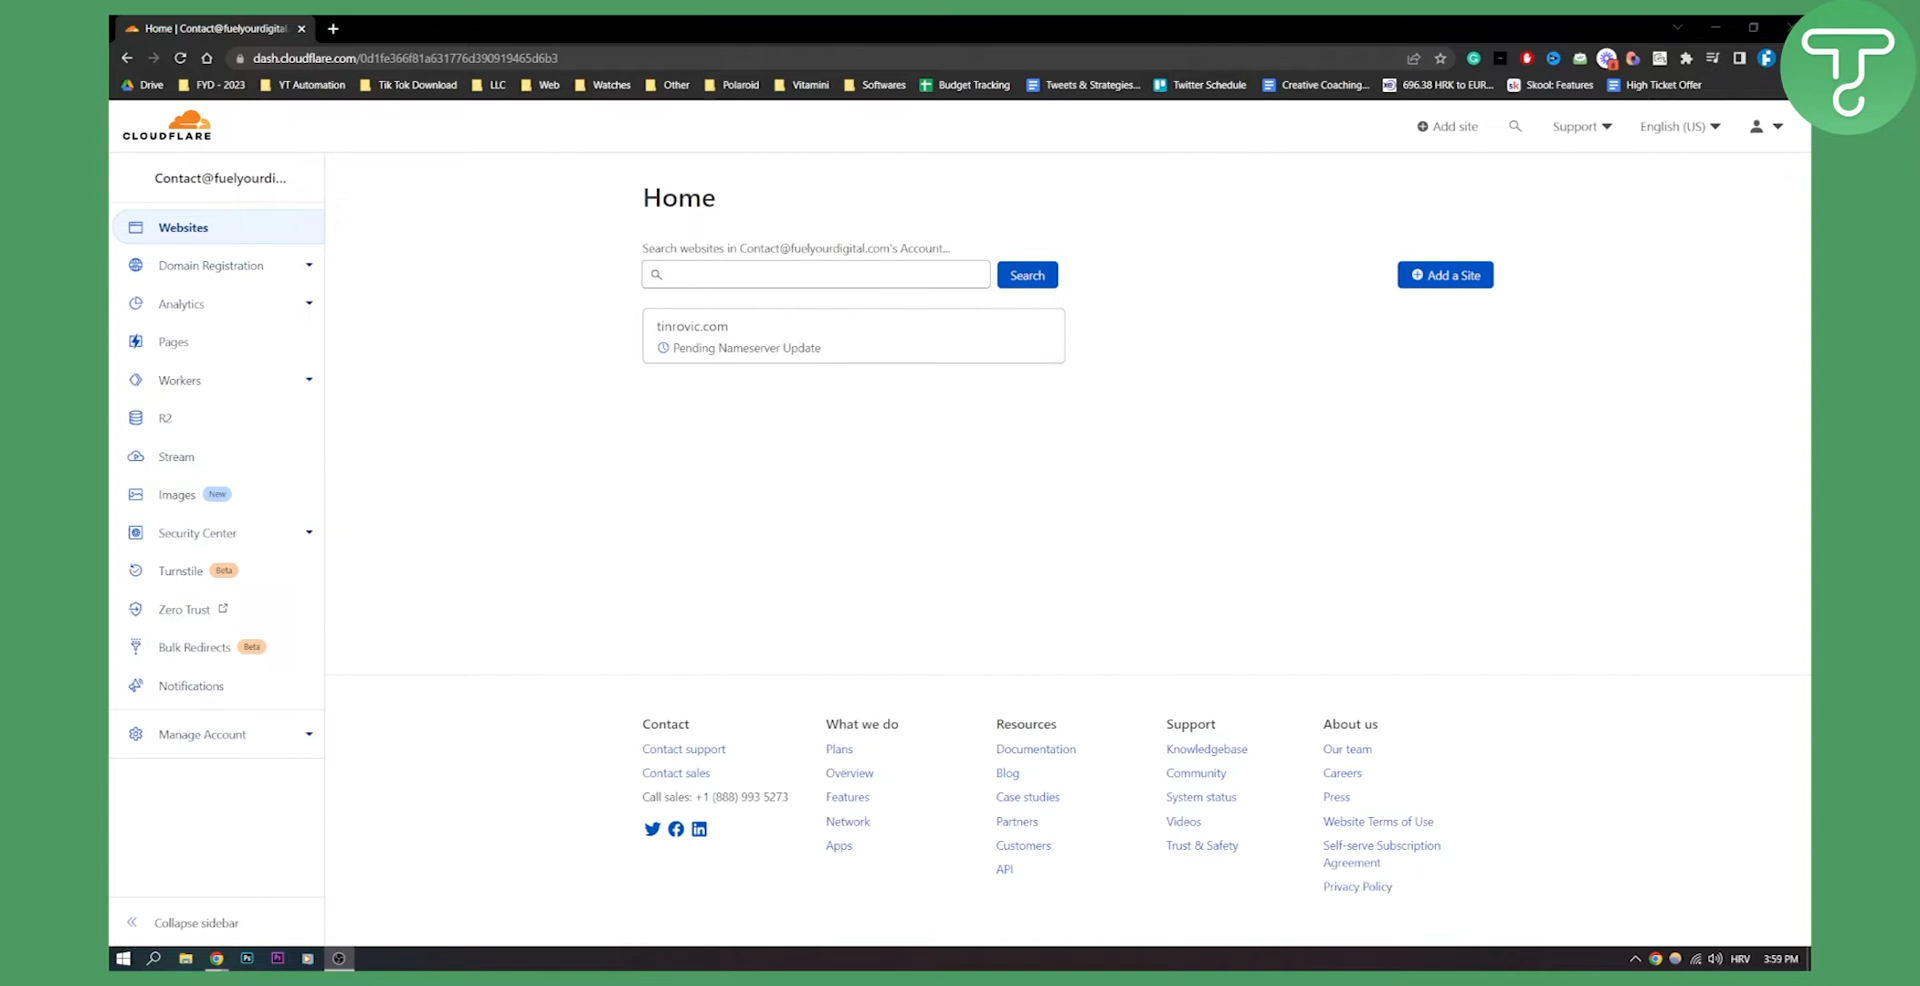 Home | Contact@fuelyourdigital
dash.cloudflare.com/0d1fe366f81a631776d390919465d6b3
Drive FYD - 2023 YT Automation Tik Tok Download LLC Web Watches Other Polaroid Vitamini Softwares Budget Tracking Tweets & Strategies... Twitter Schedule Creative Coaching... 696.38 HRK to EUR... Skool: Features High Ticket Offer
CLOUDFLARE
Add site Support English (US)
Contact@fuelyourdi...
Websites
Domain Registration
Analytics
Pages
Workers
R2
Stream
Images New
Security Center
Turnstile Beta
Zero Trust
Bulk Redirects Beta
Notifications
Manage Account
Collapse sidebar
Home
Search websites in Contact@fuelyourdigital.com's Account...
Search
Add a Site
tinrovic.com
Pending Nameserver Update
Contact
Contact support
Contact sales
Call sales: +1 (888) 993 5273
What we do
Plans
Overview
Features
Network
Apps
Resources
Documentation
Blog
Case studies
Partners
Customers
API
Support
Knowledgebase
Community
System status
Videos
Trust & Safety
About us
Our team
Careers
Press
Website Terms of Use
Self-serve Subscription
Agreement
Privacy Policy
Ps Pr
HRV 3:59 PM